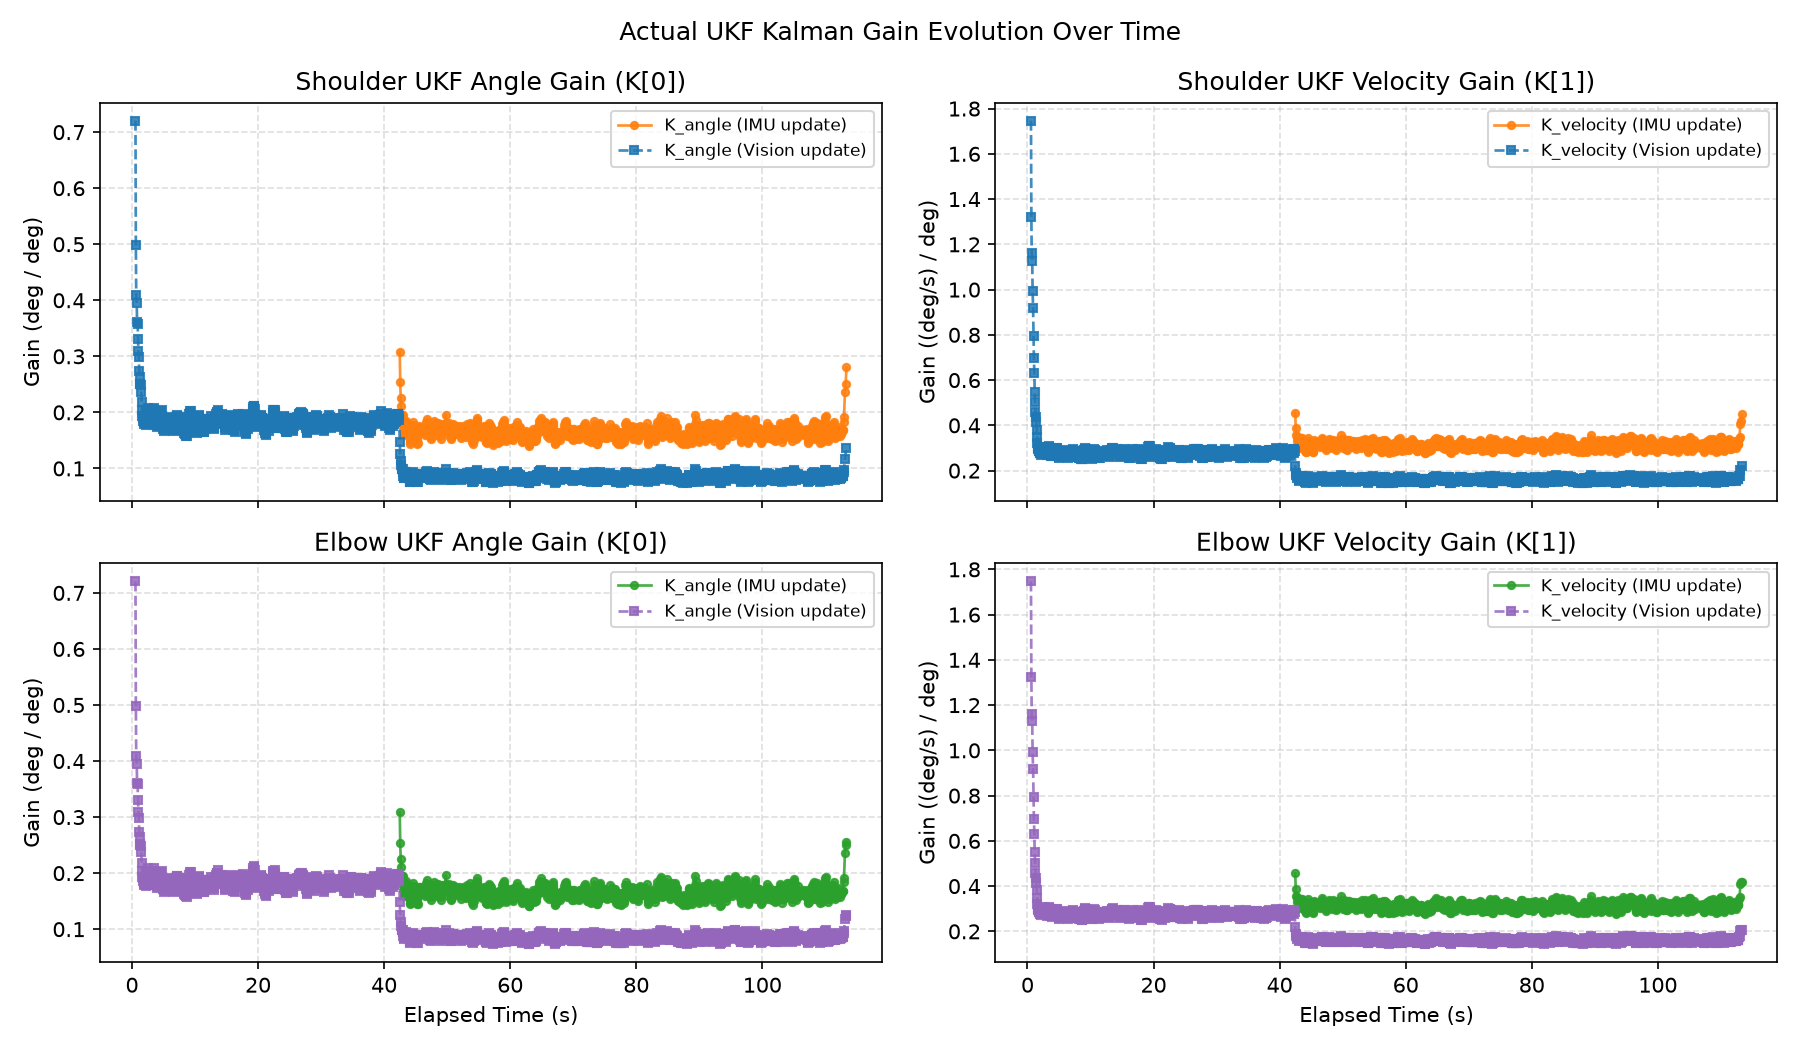 Actual UKF Kalman Gain Evolution Over Time
Shoulder UKF Angle Gain (K[0])
Gain (deg / deg)
0.7
0.6
0.5
0.4
0.3
0.2
0.1
K_angle (IMU update)
K_angle (Vision update)
Shoulder UKF Velocity Gain (K[1])
Gain ((deg/s) / deg)
1.8
1.6
1.4
1.2
1.0
0.8
0.6
0.4
0.2
K_velocity (IMU update)
K_velocity (Vision update)
Elbow UKF Angle Gain (K[0])
Gain (deg / deg)
0.7
0.6
0.5
0.4
0.3
0.2
0.1
K_angle (IMU update)
K_angle (Vision update)
0 20 40 60 80 100
Elapsed Time (s)
Elbow UKF Velocity Gain (K[1])
Gain ((deg/s) / deg)
1.8
1.6
1.4
1.2
1.0
0.8
0.6
0.4
0.2
K_velocity (IMU update)
K_velocity (Vision update)
0 20 40 60 80 100
Elapsed Time (s)